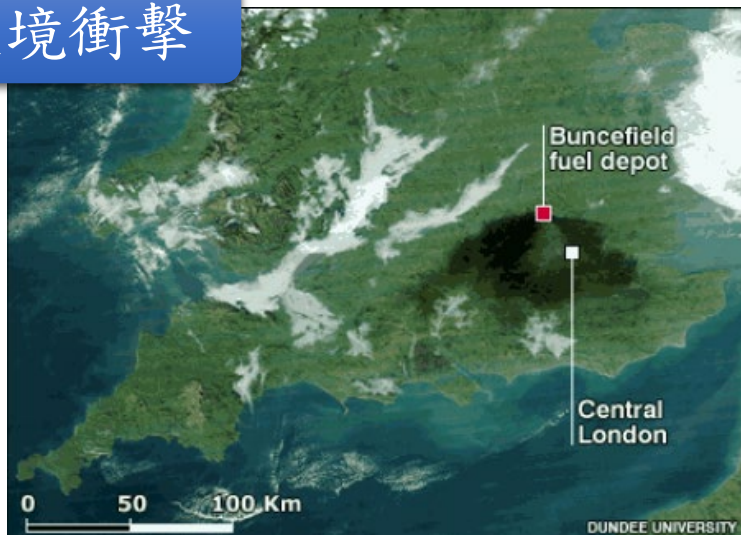 境衝擊
Buncefield
fuel depot
Central
London
0 50 100 Km
DUNDEE UNIVERSITY